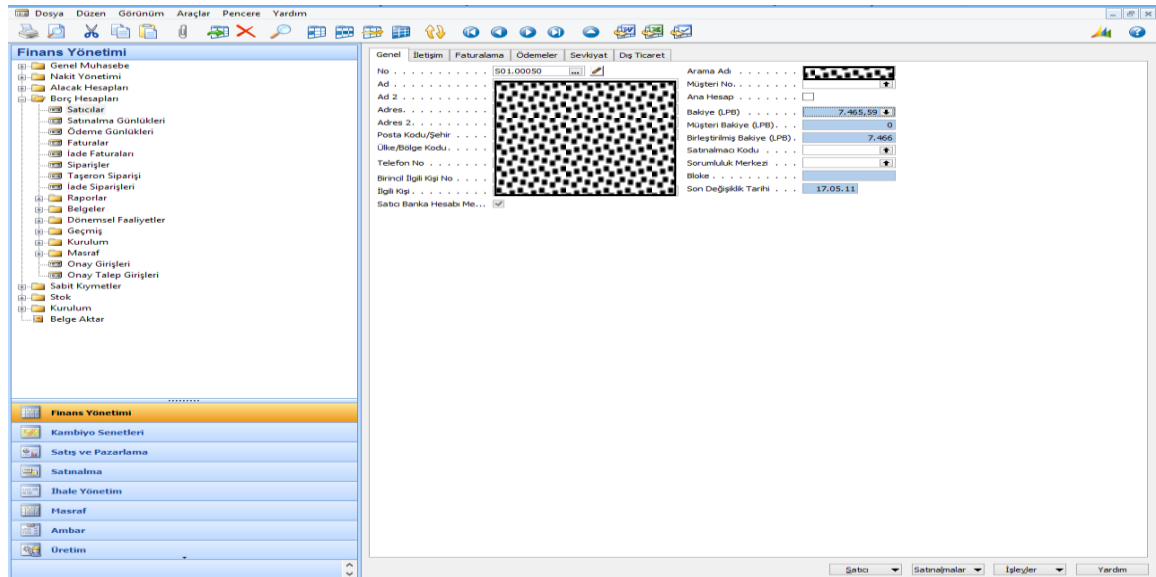 Dosya Düzen Görünüm Araçlar Pencere Yardım
Finans Yönetimi
Genel Muhasebe
Nakit Yönetimi
Alacak Hesapları
Borç Hesapları
Satıcılar
Satınalma Günlükleri
Ödeme Günlükleri
Faturalar
İade Faturaları
Siparişler
Taşeron Siparişi
İade Siparişleri
Raporlar
Belgeler
Dönemsel Faaliyetler
Geçmiş
Kurulum
Masraf
Onay Girişleri
Onay Talep Girişleri
Sabit Kıymetler
Stok
Kurulum
Belge Aktar
Finans Yönetimi
Kambiyo Senetleri
Satış ve Pazarlama
Satınalma
İhale Yönetim
Masraf
Ambar
Üretim
Genel İletişim Faturalama Ödemeler Sevkiyat Dış Ticaret
No . . . . . . . . . . . . S01.00050 ...
Ad . . . . . . . . . . . .
Ad 2 . . . . . . . . . . .
Adres. . . . . . . . . . .
Adres 2. . . . . . . . . .
Posta Kodu/Şehir . . . .
Ülke/Bölge Kodu. . . . .
Telefon No . . . . . . . .
Birincil İlgili Kişi No . . . .
İlgili Kişi. . . . . . . . . .
Satıcı Banka Hesabı Me...
Arama Adı . . . . . . .
Müşteri No. . . . . . . .
Ana Hesap . . . . . . .
Bakiye (LPB) . . . . . . 7.465,59
Müşteri Bakiye (LPB). . . 0
Birleştirilmiş Bakiye (LPB). 7.466
Satınalmacı Kodu . . . .
Sorumluluk Merkezi . . .
Bloke . . . . . . . . . .
Son Değişiklik Tarihi . . . 17.05.11
Satıcı Satınalmalar İşleyler Yardım